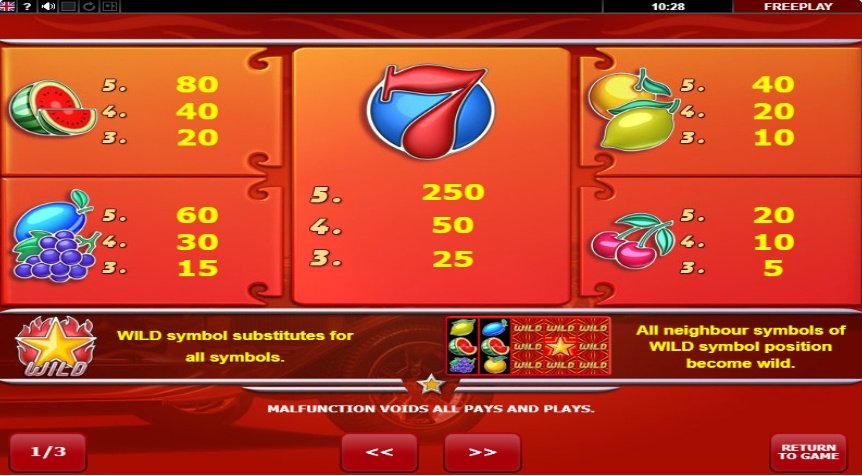 ? 10:28 FREEPLAY
5. 80
4. 40
3. 20
7
5. 250
4. 50
3. 25
5. 40
4. 20
3. 10
5. 60
4. 30
3. 15
5. 20
4. 10
3. 5
WILD
WILD symbol substitutes for
all symbols.
WILD WILD WILD
WILD WILD
WILD WILD WILD
All neighbour symbols of
WILD symbol position
become wild.
MALFUNCTION VOIDS ALL PAYS AND PLAYS.
1/3
<<
>>
RETURN
TO GAME